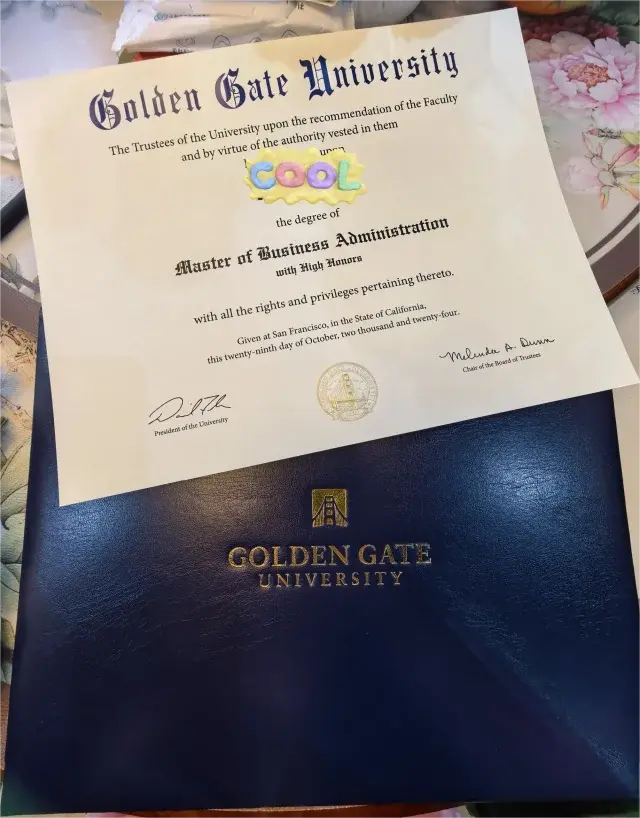 Golden Gate University
The Trustees of the University upon the recommendation of the Faculty
and by virtue of the authority vested in them
upon
COOL
the degree of
Master of Business Administration
with High Honors
with all the rights and privileges pertaining thereto.
Given at San Francisco, in the State of California,
this twenty-ninth day of October, two thousand and twenty-four.
Melinda A. Dunn
Chair of the Board of Trustees
President of the University
GOLDEN GATE
UNIVERSITY